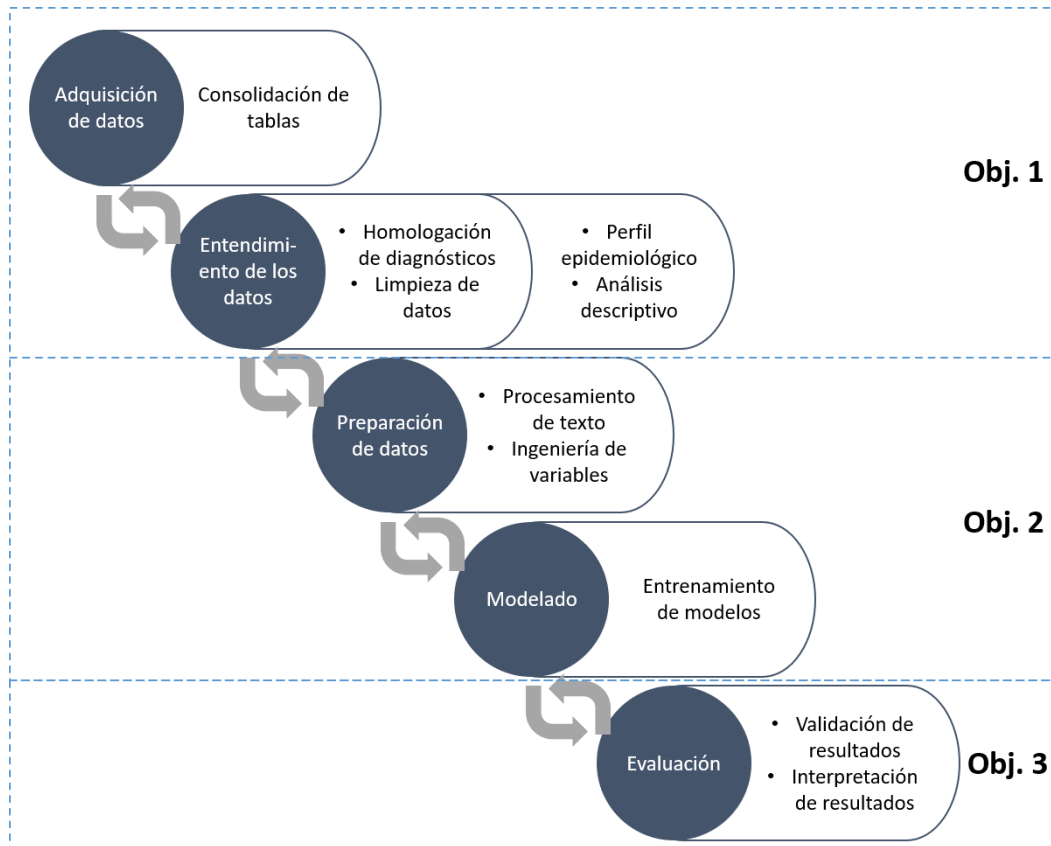 Adquisición
de datos
Consolidación de
tablas
Obj. 1
Entendimi-
ento de los
datos
• Homologación
de diagnósticos
• Limpieza de
datos
• Perfil
epidemiológico
• Análisis
descriptivo
Preparación
de datos
• Procesamiento
de texto
• Ingeniería de
variables
Obj. 2
Modelado
Entrenamiento
de modelos
Evaluación
• Validación de
resultados
• Interpretación
de resultados
Obj. 3